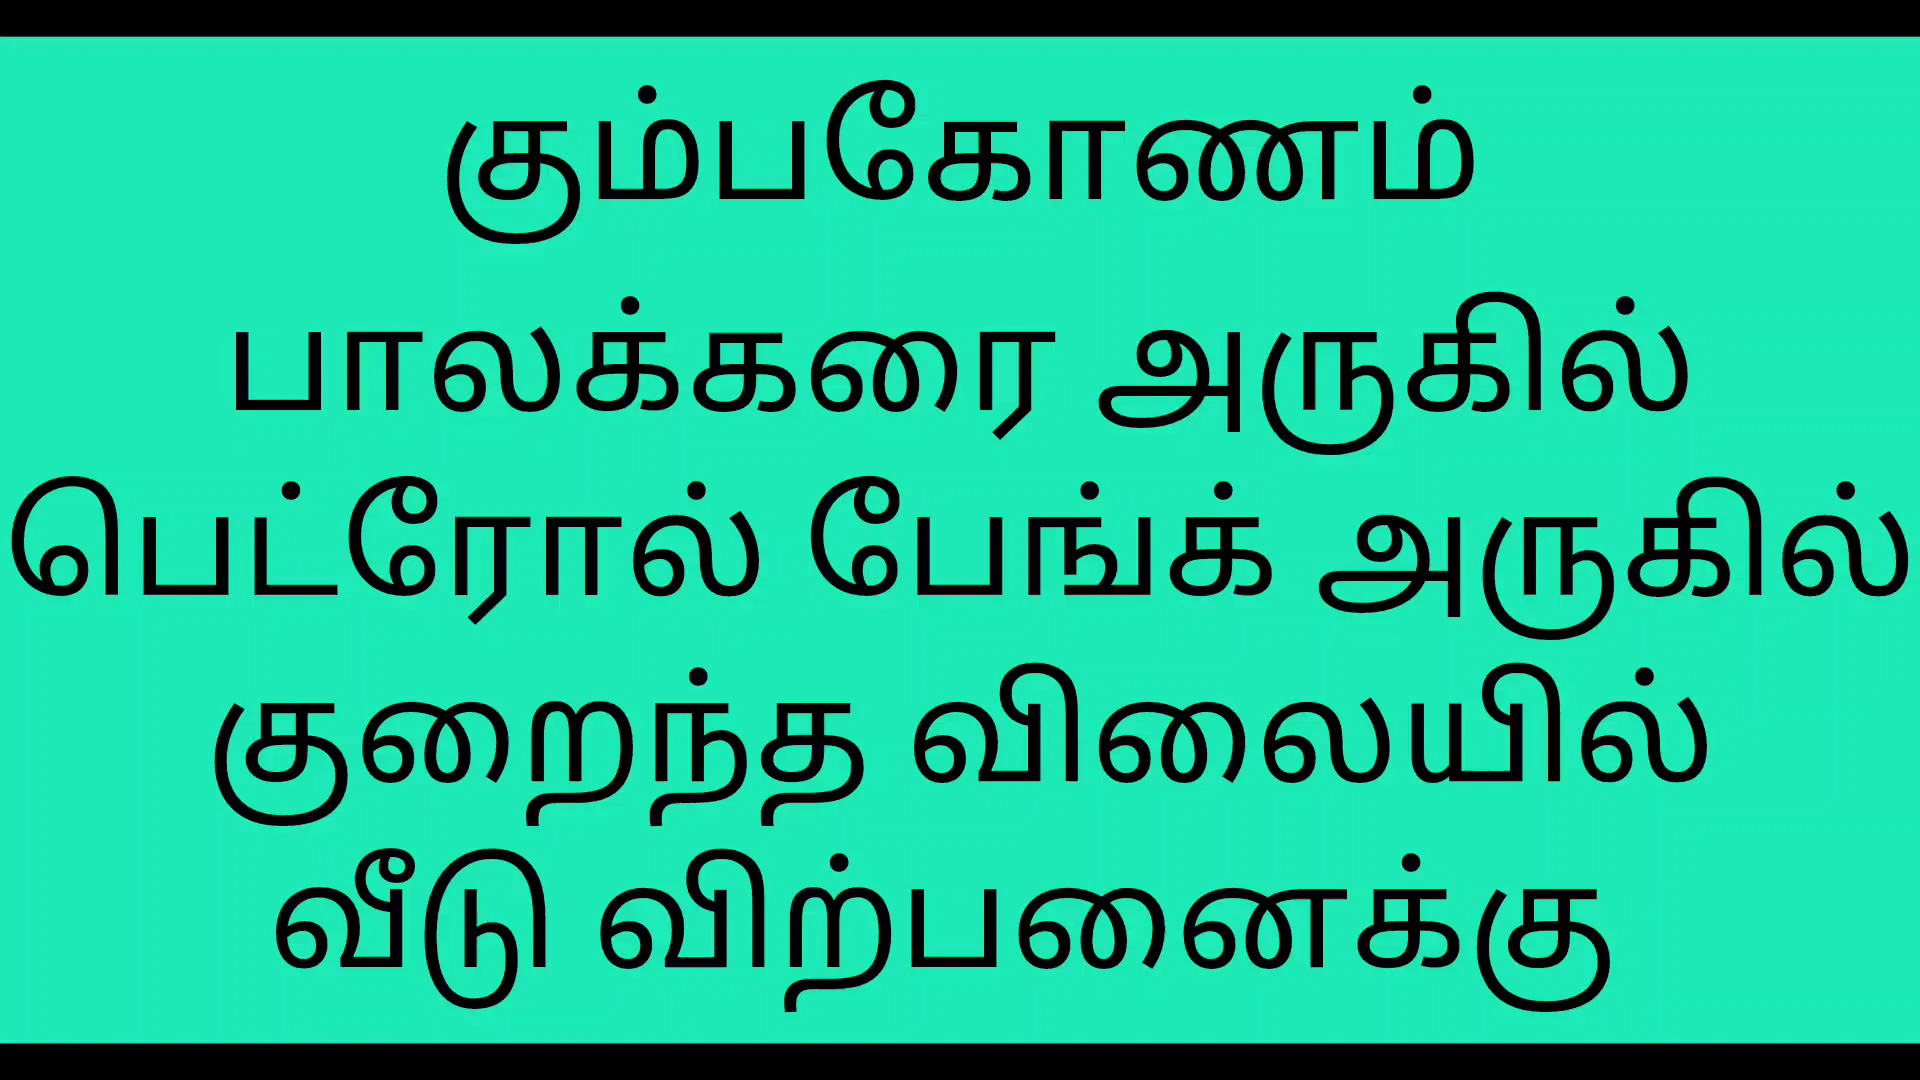 கும்பகோணம்
பாலக்கரை அருகில்
பெட்ரோல் பேங்க் அருகில்
குறைந்த விலையில்
வீடு விற்பனைக்கு